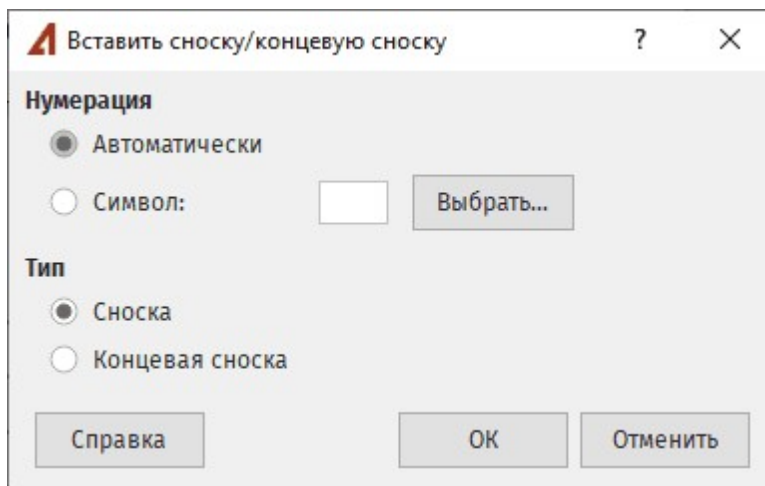 Вставить сноску/концевую сноску ?
Нумерация
Автоматически
Символ: Выбрать...
Тип
Сноска
Концевая сноска
Справка ОК Отменить